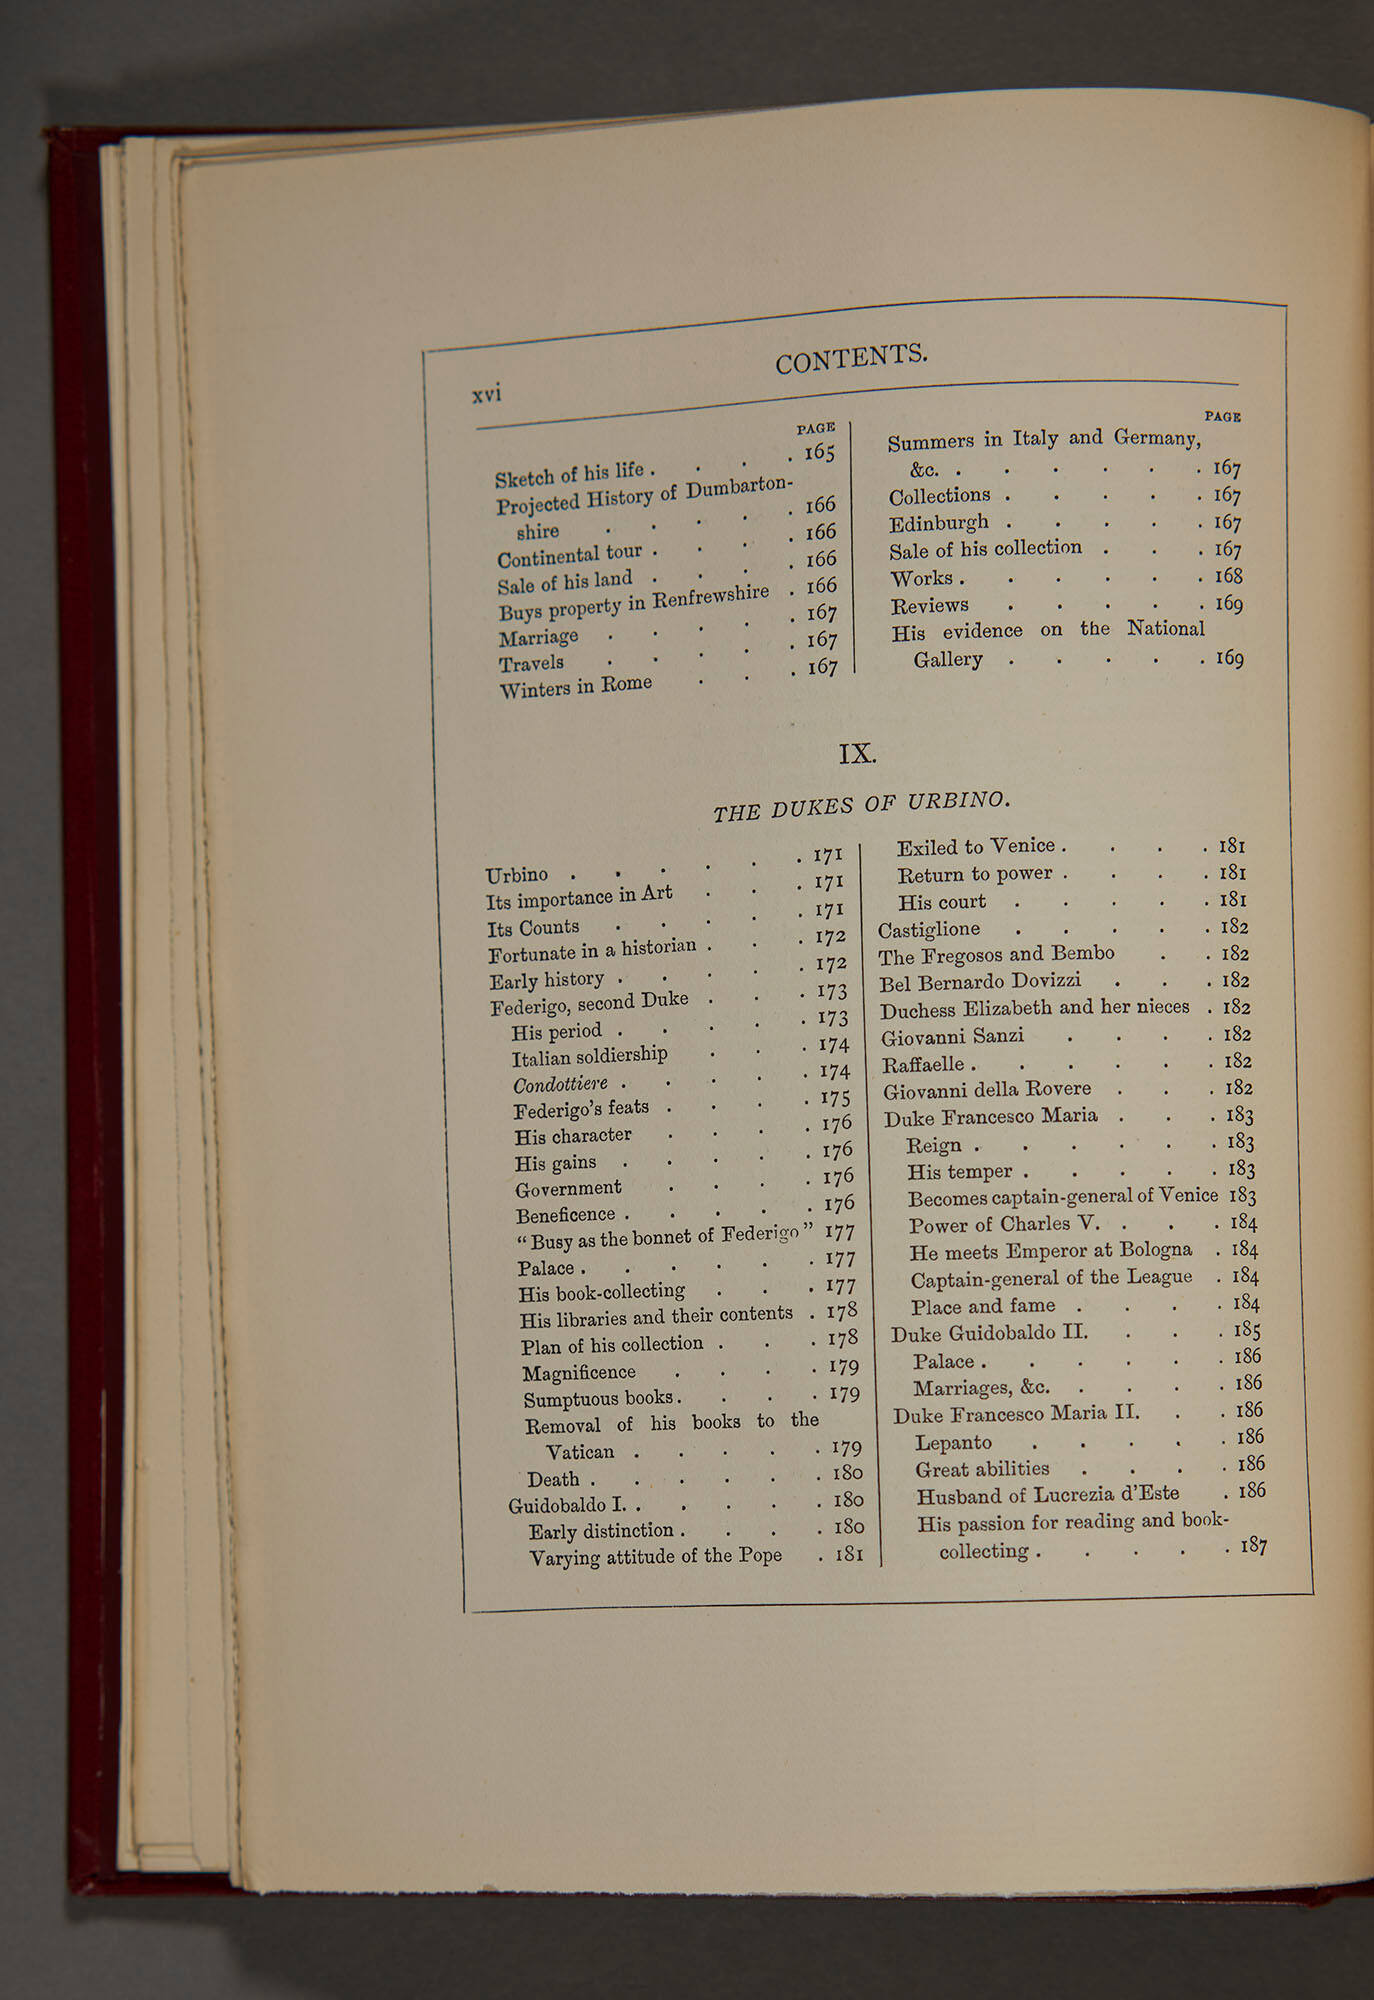 xvi
CONTENTS.
PAGE
Sketch of his life . . . . 165
Projected History of Dumbarton-
shire . . . . . 166
Continental tour . . . . 166
Sale of his land . . . . 166
Buys property in Renfrewshire . 166
Marriage . . . . . 167
Travels . . . . . 167
Winters in Rome . . . 167
PAGE
Summers in Italy and Germany,
&c. . . . . . . 167
Collections . . . . . 167
Edinburgh . . . . . 167
Sale of his collection . . . 167
Works . . . . . . 168
Reviews . . . . . 169
His evidence on the National
Gallery . . . . . 169
IX.
THE DUKES OF URBINO.
Urbino . . . . . . 171
Its importance in Art . . . 171
Its Counts . . . . . 171
Fortunate in a historian . . . 172
Early history . . . . . 172
Federigo, second Duke . . . 173
His period . . . . . 173
Italian soldiership . . . 174
Condottiere . . . . . 174
Federigo's feats . . . . 175
His character . . . . 176
His gains . . . . . 176
Government . . . . 176
Beneficence . . . . . 176
"Busy as the bonnet of Federigo" 177
Palace . . . . . . 177
His book-collecting . . . 177
His libraries and their contents . 178
Plan of his collection . . . 178
Magnificence . . . . 179
Sumptuous books . . . . 179
Removal of his books to the
Vatican . . . . . 179
Death . . . . . . 180
Guidobaldo I. . . . . . 180
Early distinction . . . . 180
Varying attitude of the Pope . 181
Exiled to Venice . . . . 181
Return to power . . . . 181
His court . . . . . 181
Castiglione . . . . . 182
The Fregosos and Bembo . . 182
Bel Bernardo Dovizzi . . . 182
Duchess Elizabeth and her nieces . 182
Giovanni Sanzi . . . . 182
Raffaelle . . . . . . 182
Giovanni della Rovere . . . 182
Duke Francesco Maria . . . 183
Reign . . . . . . 183
His temper . . . . . 183
Becomes captain-general of Venice 183
Power of Charles V. . . . 184
He meets Emperor at Bologna . 184
Captain-general of the League . 184
Place and fame . . . . 184
Duke Guidobaldo II. . . . 185
Palace . . . . . . 186
Marriages, &c. . . . . 186
Duke Francesco Maria II. . . 186
Lepanto . . . . . 186
Great abilities . . . . 186
Husband of Lucrezia d'Este . 186
His passion for reading and book-
collecting . . . . . 187